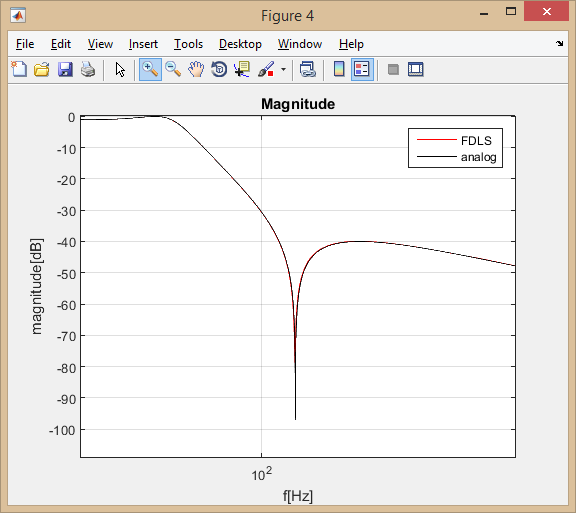 Figure 4
File Edit View Insert Tools Desktop Window Help
Magnitude
0
-10
-20
-30
-40
-50
-60
-70
-80
-90
-100
magnitude[dB]
FDLS
analog
10²
f[Hz]